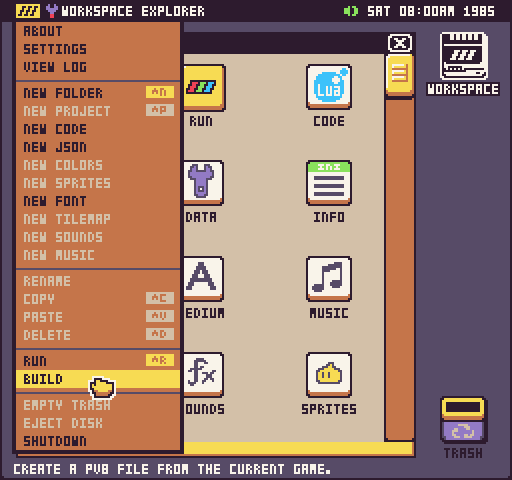 WORKSPACE EXPLORER
SAT 08:00AM 1985
ABOUT
SETTINGS
VIEW LOG
NEW FOLDER ^N
NEW PROJECT ^P
NEW CODE
NEW JSON
NEW COLORS
NEW SPRITES
NEW FONT
NEW TILEMAP
NEW SOUNDS
NEW MUSIC
RENAME
COPY ^C
PASTE ^V
DELETE ^D
RUN ^R
BUILD
EMPTY TRASH
EJECT DISK
SHUTDOWN
RUN
Lua
CODE
DATA
INI
INFO
A
EDIUM
MUSIC
fx
OUNDS
SPRITES
WORKSPACE
TRASH
CREATE A PV8 FILE FROM THE CURRENT GAME.